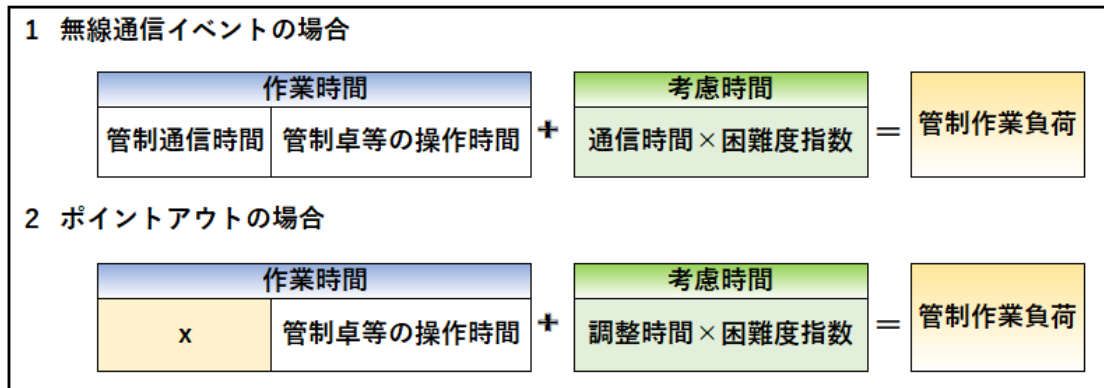 1 無線通信イベントの場合
作業時間 考慮時間
管制通信時間 管制卓等の操作時間 + 通信時間×困難度指数 = 管制作業負荷
2 ポイントアウトの場合
作業時間 考慮時間
x 管制卓等の操作時間 + 調整時間×困難度指数 = 管制作業負荷